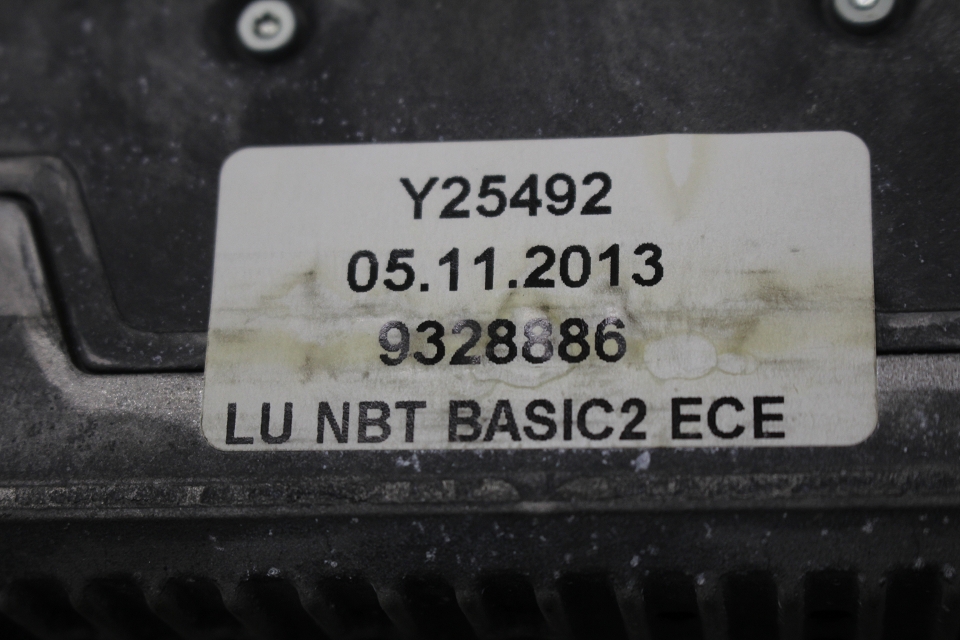 Y25492
05.11.2013
9328886
LU NBT BASIC2 ECE